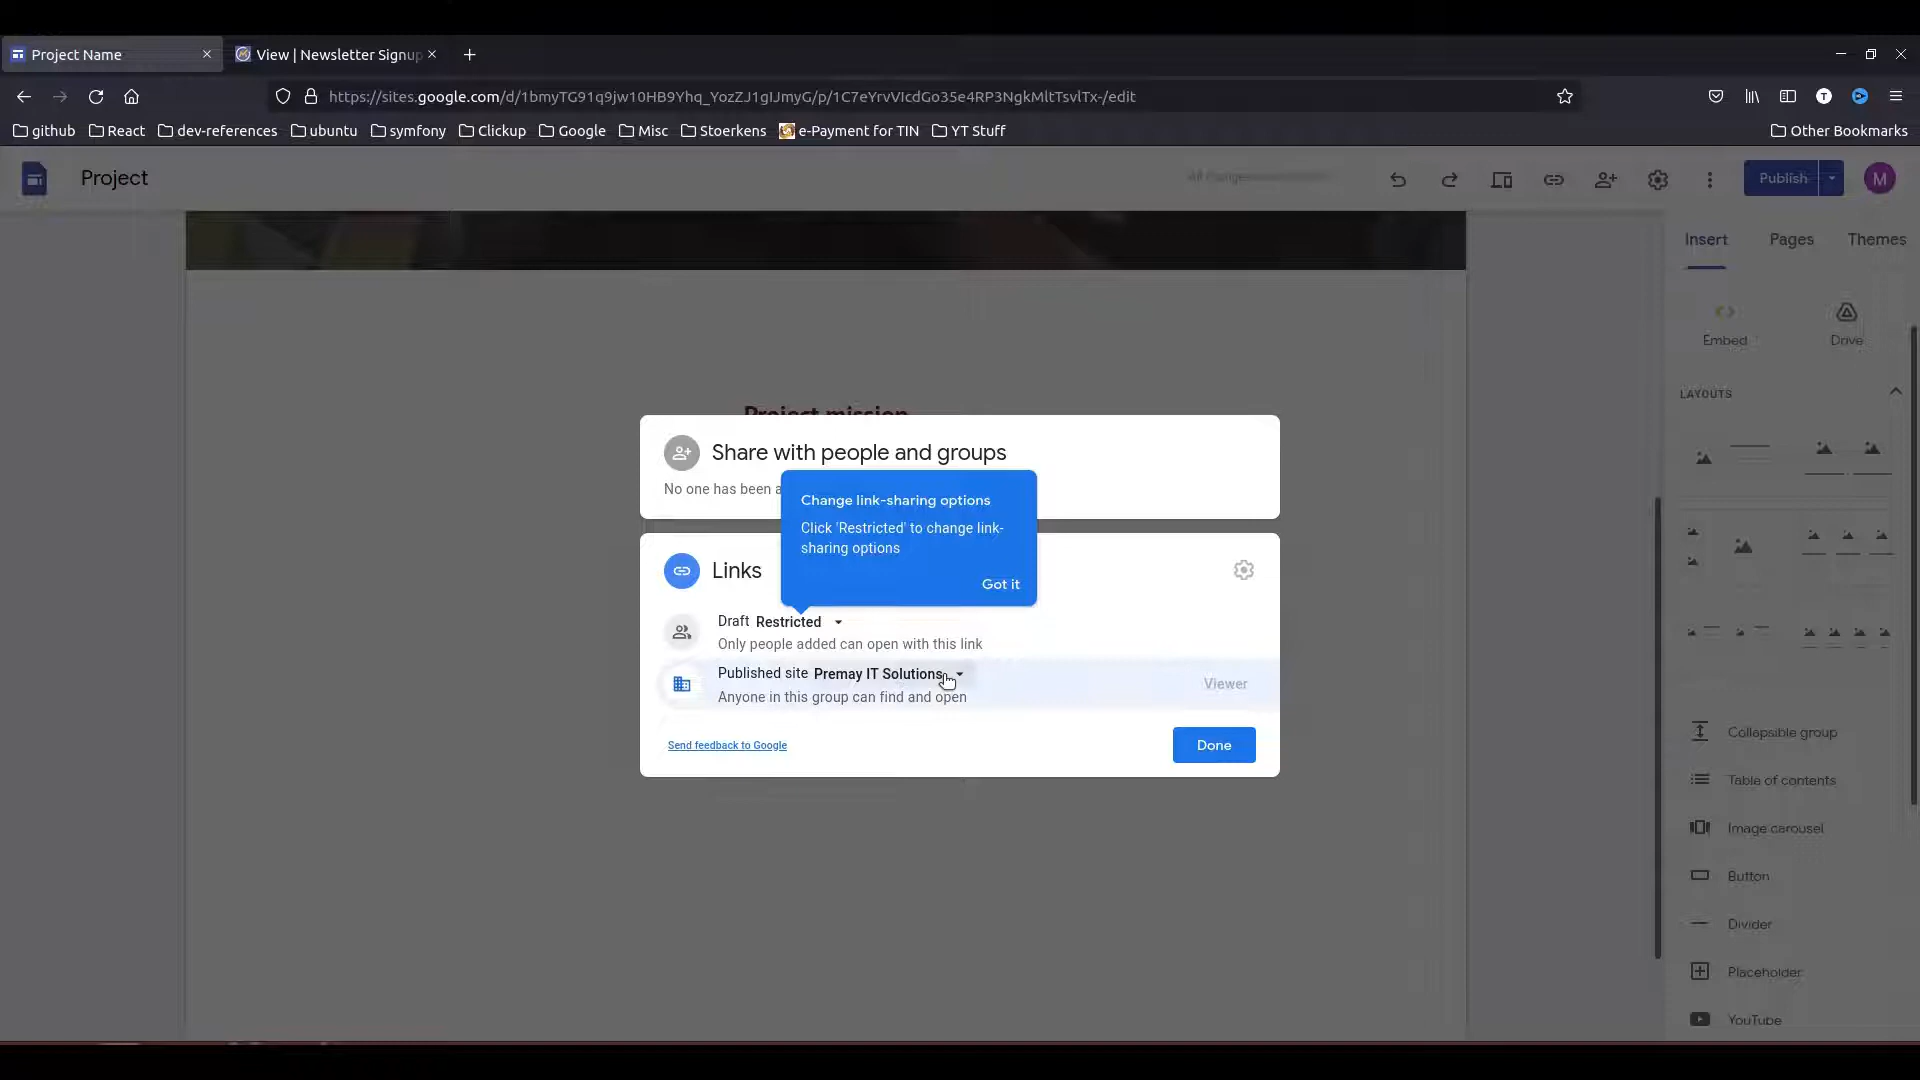 Project Name
View | Newsletter Signup
https://sites.google.com/d/1bmyTG91q9jw10HB9Yhq_YozZJ1gIJmyG/p/1C7eYrvVIcdGo35e4RP3NgkMltTsvlTx-/edit
github React dev-references ubuntu symfony Clickup Google Misc Stoerkens e-Payment for TIN YT Stuff Other Bookmarks
Project
Publish
M
Insert Pages Themes
Embed Drive
LAYOUTS
Project mission
Share with people and groups
No one has been a
Change link-sharing options
Click 'Restricted' to change link-
sharing options
Got it
Links
Draft Restricted
Only people added can open with this link
Published site Premay IT Solutions
Anyone in this group can find and open
Viewer
Send feedback to Google
Done
Collapsible group
Table of contents
Image carousel
Button
Divider
Placeholder
YouTube